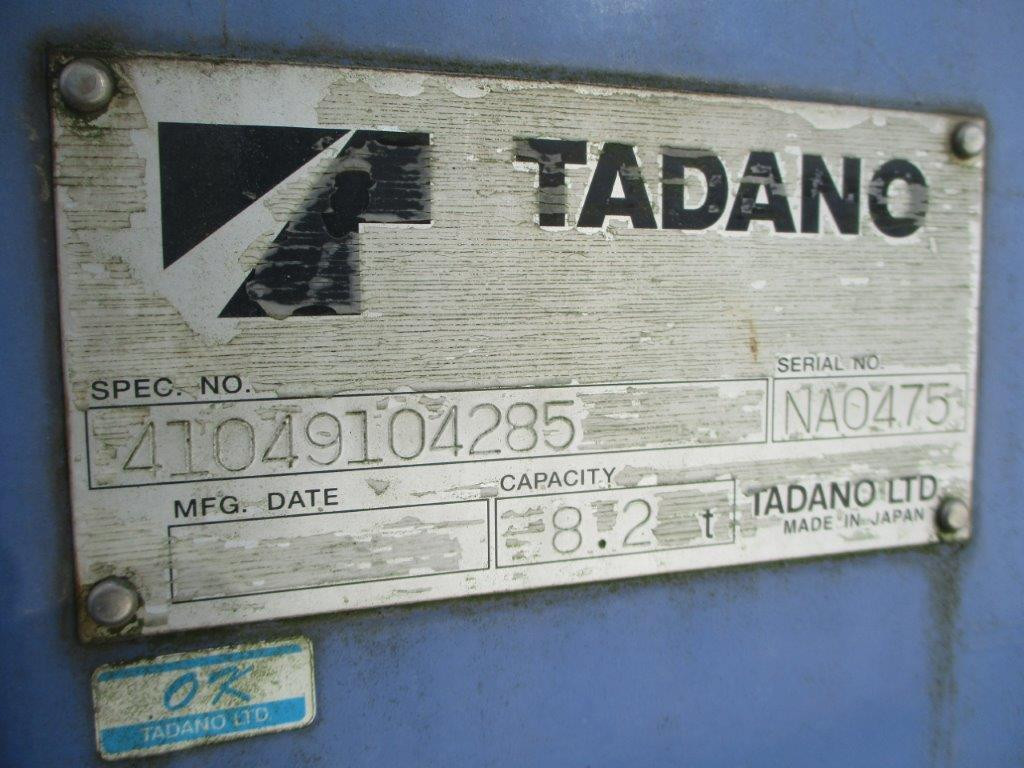 TADANO
SPEC. NO.
41049104285
SERIAL NO.
NA0475
MFG. DATE
CAPACITY
8.2 t
TADANO LTD.
MADE IN JAPAN
OK
TADANO LTD.